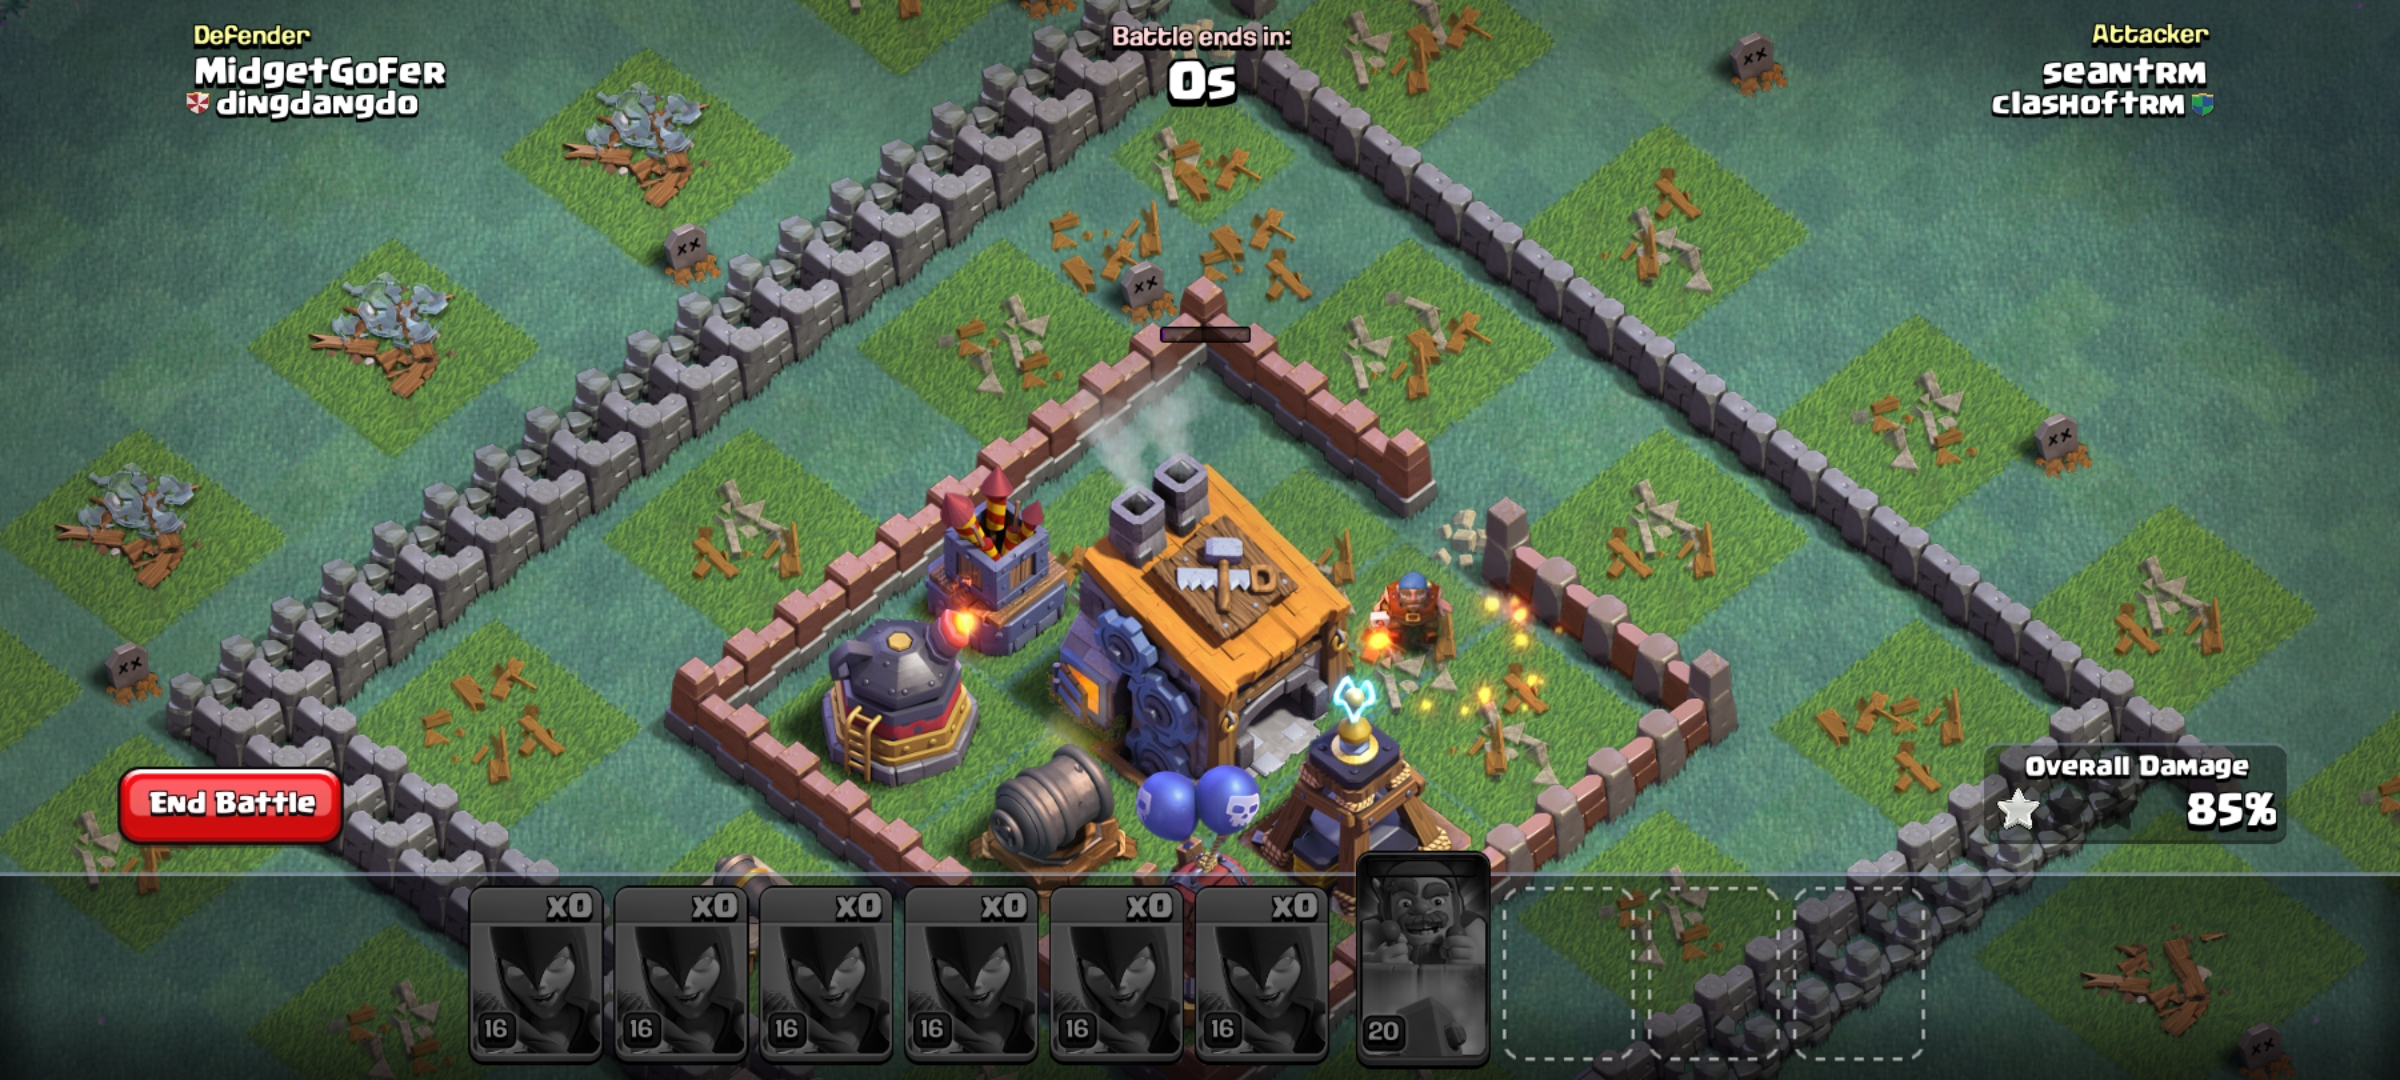 Defender
MidgetGoFer
dingdangdo
Battle ends in:
0s
Attacker
seantRM
clashoftRM
End Battle
Overall Damage
85%
x0
x0
x0
x0
x0
x0
16
16
16
16
16
16
20